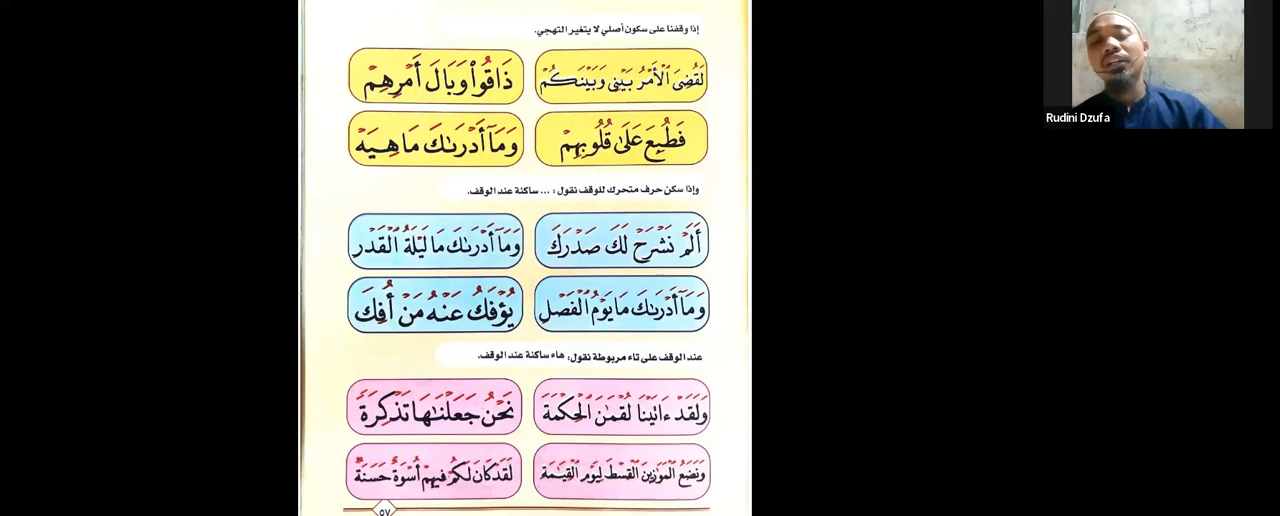 إذا وقفنا على سكون أصلي لا يتغير التهجي.
لَقُضِيَ ٱلْأَمْرُ بَيْنِي وَبَيْنَكُمْ
ذَاقُوا۟ وَبَالَ أَمْرِهِمْ
فَطُبِعَ عَلَىٰ قُلُوبِهِمْ
وَمَآ أَدْرَىٰكَ مَا هِيَهْ
وإذا سكن حرف متحرك للوقف نقول : ... ساكنة عند الوقف.
أَلَمْ نَشْرَحْ لَكَ صَدْرَكَ
وَمَآ أَدْرَىٰكَ مَا لَيْلَةُ ٱلْقَدْرِ
وَمَآ أَدْرَىٰكَ مَا يَوْمُ ٱلْفَصْلِ
يُؤْفَكُ عَنْهُ مَنْ أُفِكَ
عند الوقف على تاء مربوطة نقول: هاء ساكنة عند الوقف.
وَلَقَدْ ءَاتَيْنَا لُقْمَٰنَ ٱلْحِكْمَةَ
نَحْنُ جَعَلْنَٰهَا تَذْكِرَةً
وَنَضَعُ ٱلْمَوَٰزِينَ ٱلْقِسْطَ لِيَوْمِ ٱلْقِيَٰمَةِ
لَقَدْ كَانَ لَكُمْ فِيهِمْ أُسْوَةٌ حَسَنَةٌ
٥٧
Rudini Dzufa